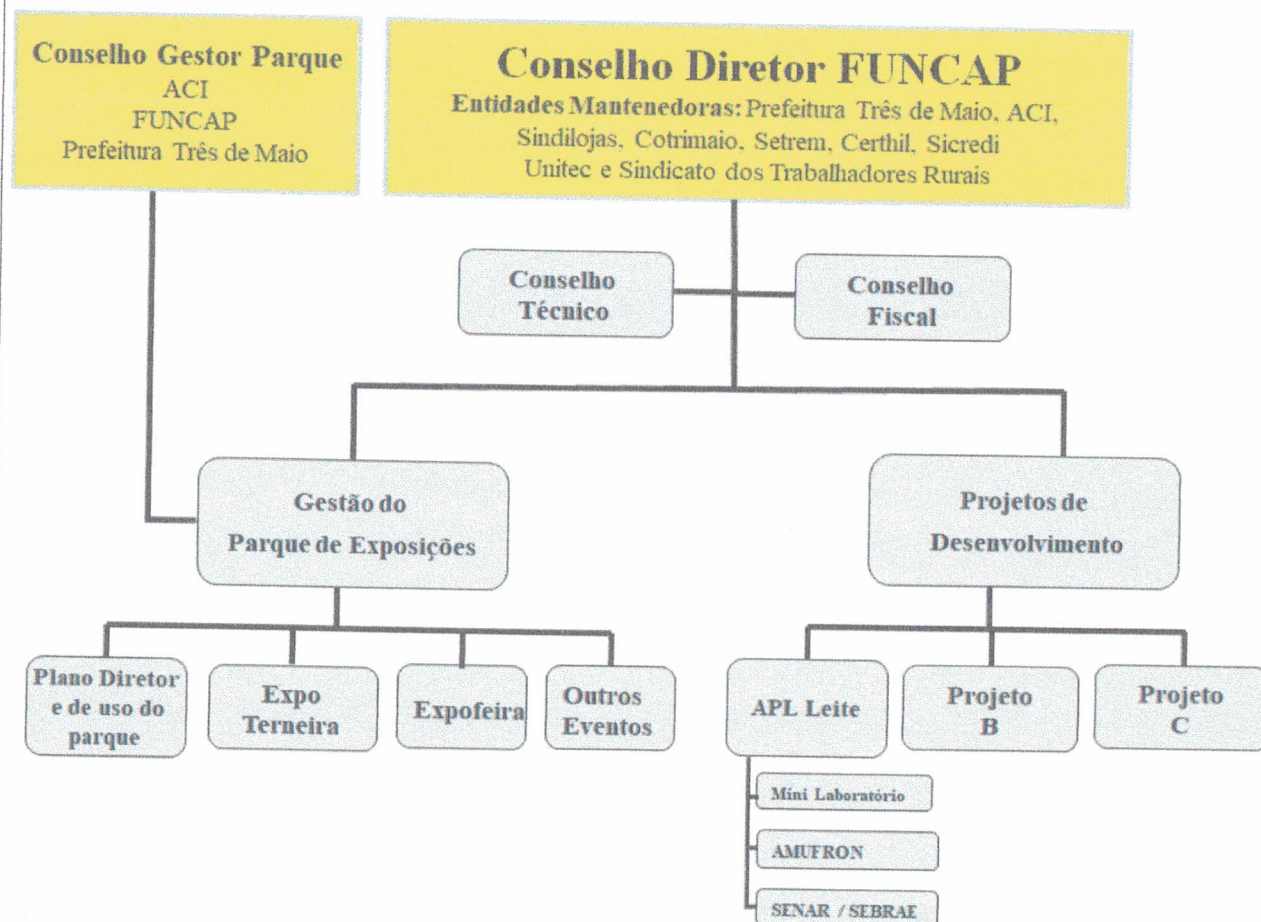 Conselho Gestor Parque
ACI
FUNCAP
Prefeitura Três de Maio
Conselho Diretor FUNCAP
Entidades Mantenedoras: Prefeitura Três de Maio, ACI,
Sindilojas, Cotrimaio, Setrem, Certhil, Sicredi
Unitec e Sindicato dos Trabalhadores Rurais
Conselho
Técnico
Conselho
Fiscal
Gestão do
Parque de Exposições
Projetos de
Desenvolvimento
Plano Diretor
e de uso do
parque
Expo
Terneira
Expofeira
Outros
Eventos
APL Leite
Projeto
B
Projeto
C
Mini Laboratório
AMUFRON
SENAR / SEBRAE